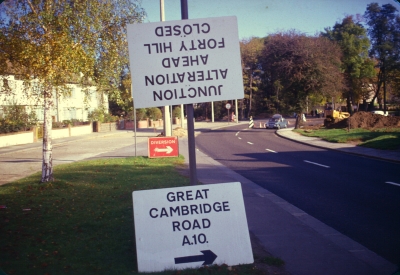 JUNCTION
ALTERATION
AHEAD
FORTY HILL
CLOSED
DIVERSION
GREAT
CAMBRIDGE
ROAD
A.10.